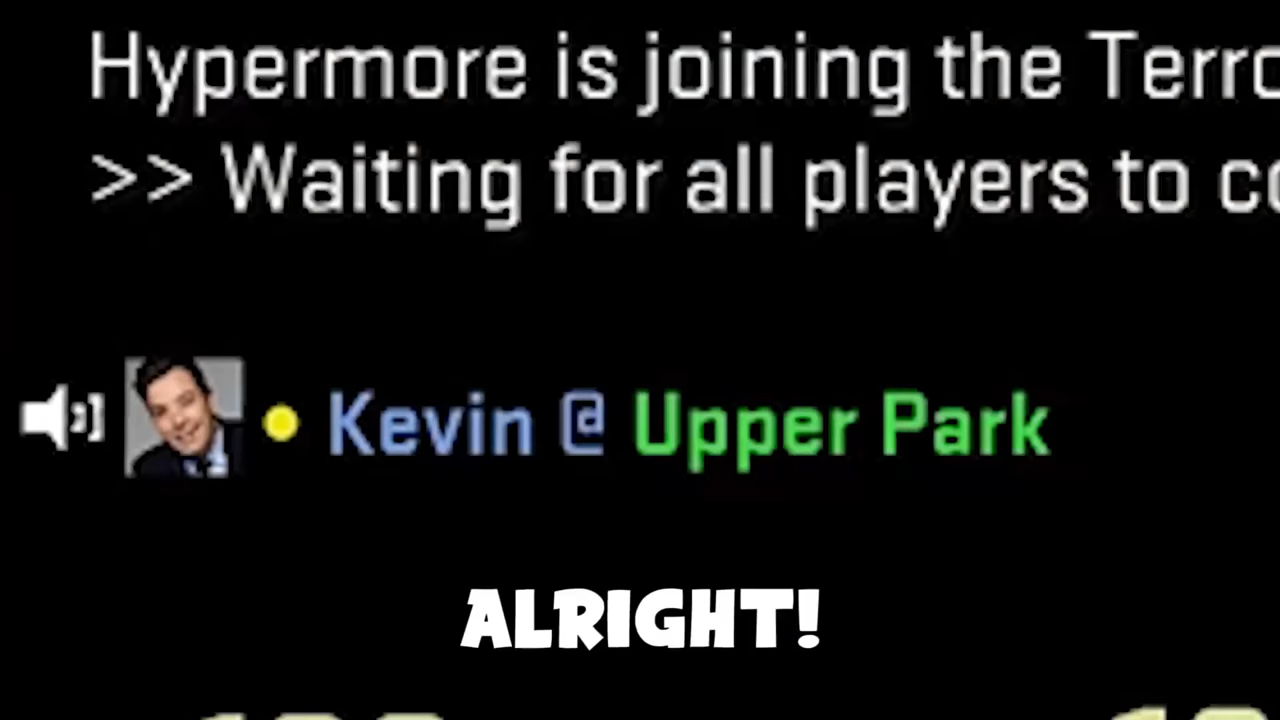 Hypermore is joining the
>> Waiting for all players to
Kevin @ Upper Park
ALRIGHT!